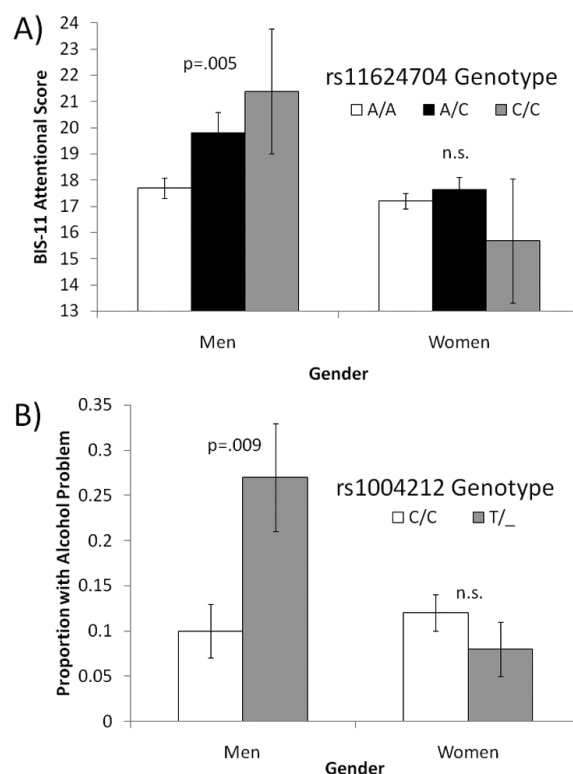 A)
BIS-11 Attentional Score
24
23
22
21
20
19
18
17
16
15
14
13
p=.005
rs11624704 Genotype
A/A A/C C/C
n.s.
Men Women
Gender
B)
Proportion with Alcohol Problem
0.35
0.3
0.25
0.2
0.15
0.1
0.05
0
p=.009
rs1004212 Genotype
C/C T/_
n.s.
Men Women
Gender